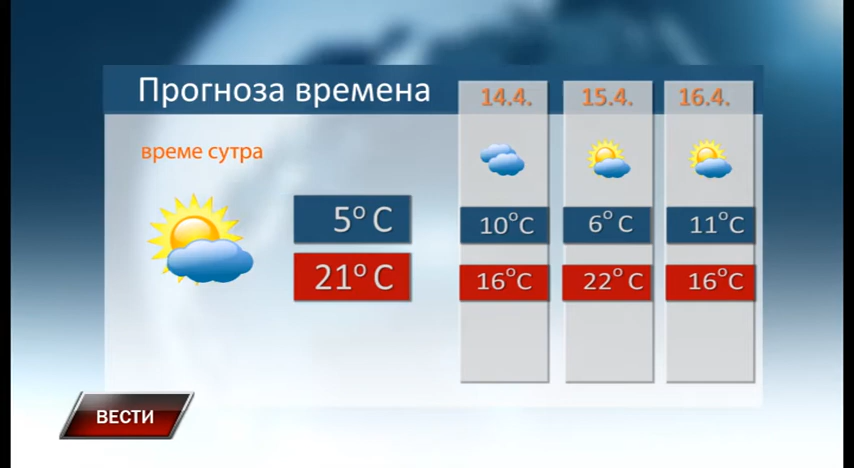 Прогноза времена
време сутра
5° C
21° C
14.4.
15.4.
16.4.
10°C
6° C
11°C
16°C
22° C
16°C
ВЕСТИ